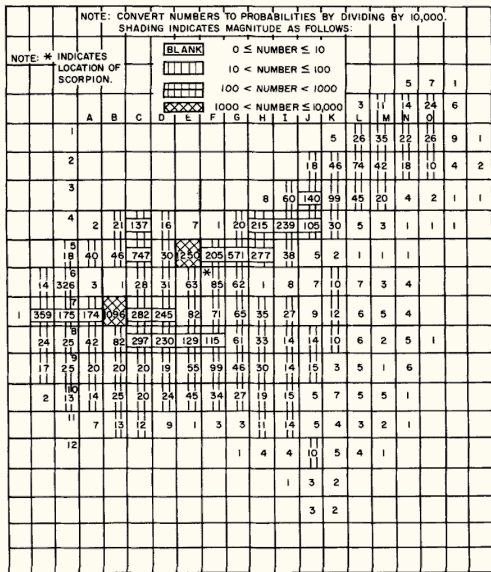 NOTE: CONVERT NUMBERS TO PROBABILITIES BY DIVIDING BY 10,000.
SHADING INDICATES MAGNITUDE AS FOLLOWS:
BLANK 0 ≤ NUMBER ≤ 10
NOTE: * INDICATES
LOCATION OF
SCORPION.
10 < NUMBER ≤ 100
100 < NUMBER < 1000
1000 < NUMBER ≤ 10,000
5 7 1
3 11 14 24 6
A B C D E F G H I J K L M N O
1
5 26 35 22 26 9 1
2
18 46 74 42 18 10 4 2
3
8 60 140 99 45 20 4 2 1 1
4
2 21 137 16 7 1 20 215 239 105 30 5 3 1 1 1
5
18 40 46 747 30 1250 205 571 277 38 5 2 1 1 1
*
6
14 326 3 1 28 31 63 85 62 1 8 7 10 7 3 4
7
1 359 175 174 1096 282 245 82 71 65 35 27 9 12 6 5 4
8
24 25 42 82 297 230 129 115 61 33 14 14 10 6 2 5 1
9
17 25 20 20 20 19 55 99 46 30 14 15 3 5 1 6
10
2 13 14 25 20 24 45 34 27 19 15 5 7 5 5 1
11
7 13 12 9 1 3 3 11 14 5 4 3 2 1
12
1 4 4 10 5 4 1
1 3 2
3 2